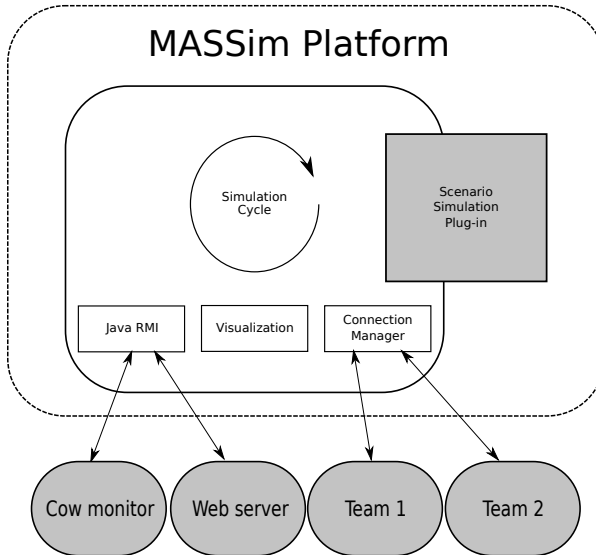 MASSim Platform
Simulation
Cycle
Scenario
Simulation
Plug-in
Java RMI
Visualization
Connection
Manager
Cow monitor
Web server
Team 1
Team 2